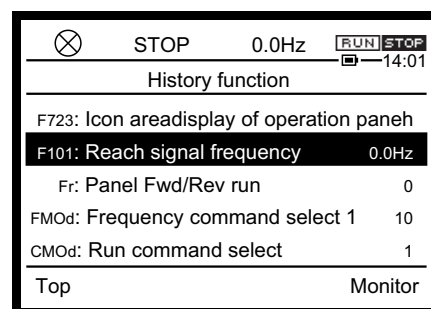 STOP 0.0Hz RUN STOP
14:01
History function
F723: Icon areadisplay of operation paneh
F101: Reach signal frequency 0.0Hz
Fr: Panel Fwd/Rev run 0
FMOd: Frequency command select 1 10
CMOd: Run command select 1
Top Monitor